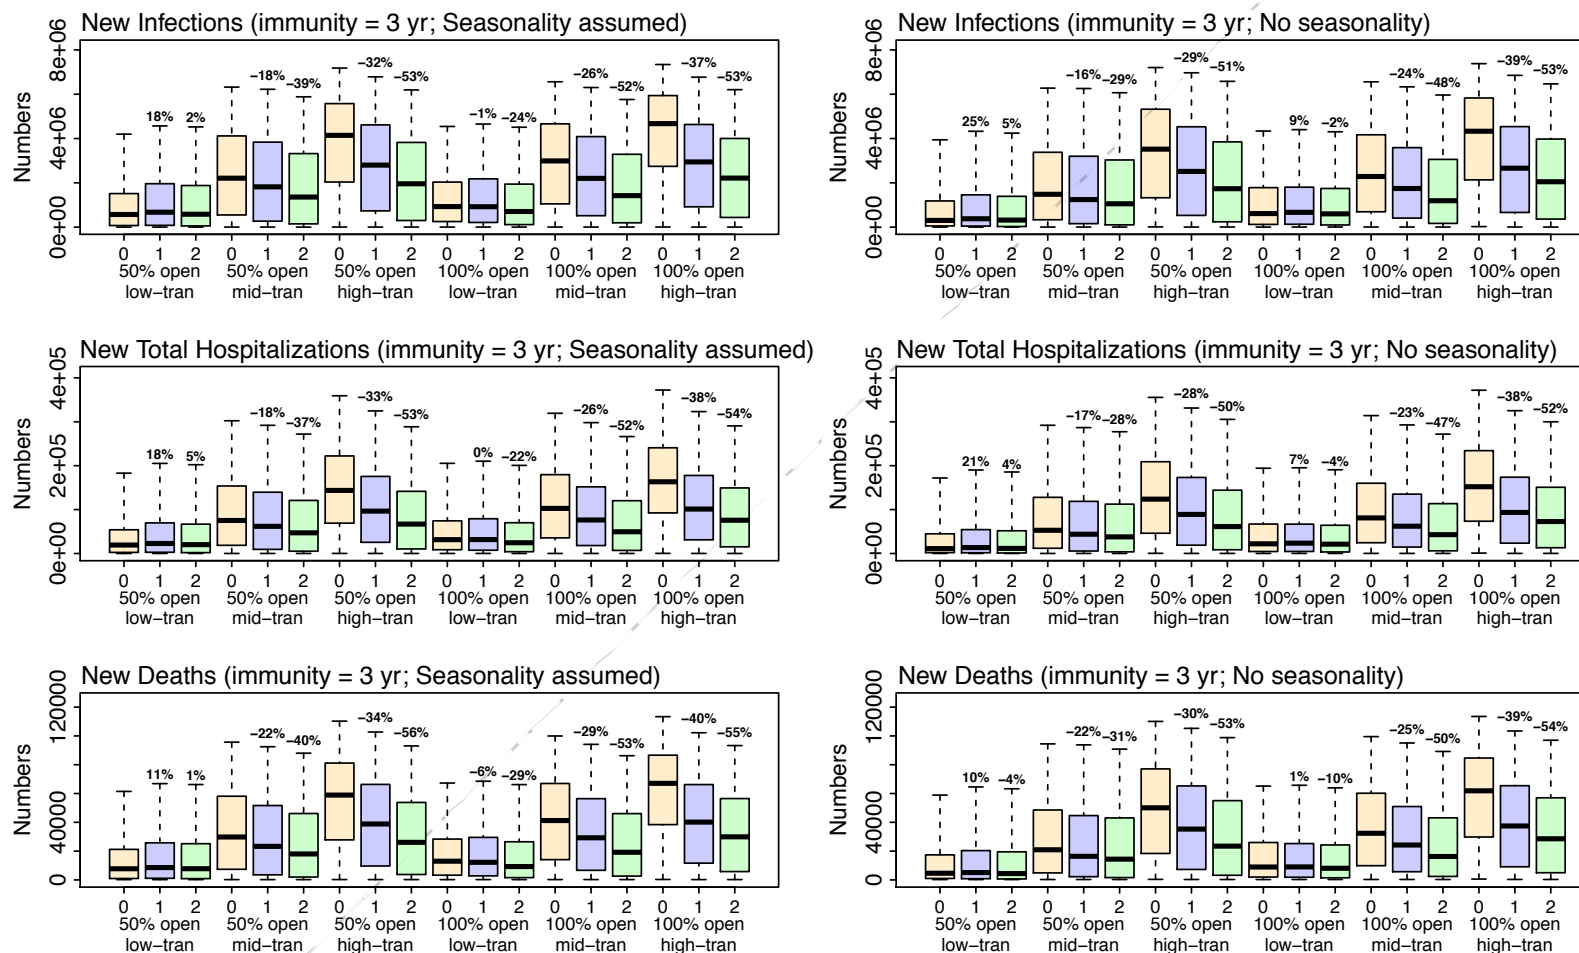 New Infections (immunity = 3 yr; Seasonality assumed)
Numbers
0e+00 4e+06 8e+06
18% 2% −18% −39% −32% −53% −1% −24% −26% −52% −37% −53%
0 1 2 0 1 2 0 1 2 0 1 2 0 1 2 0 1 2
50% open 50% open 50% open 100% open 100% open 100% open
low−tran mid−tran high−tran low−tran mid−tran high−tran
New Infections (immunity = 3 yr; No seasonality)
Numbers
0e+00 4e+06 8e+06
25% 5% −16% −29% −29% −51% 9% −2% −24% −48% −39% −53%
0 1 2 0 1 2 0 1 2 0 1 2 0 1 2 0 1 2
50% open 50% open 50% open 100% open 100% open 100% open
low−tran mid−tran high−tran low−tran mid−tran high−tran
New Total Hospitalizations (immunity = 3 yr; Seasonality assumed)
Numbers
0e+00 2e+05 4e+05
18% 5% −18% −37% −33% −53% 0% −22% −26% −52% −38% −54%
0 1 2 0 1 2 0 1 2 0 1 2 0 1 2 0 1 2
50% open 50% open 50% open 100% open 100% open 100% open
low−tran mid−tran high−tran low−tran mid−tran high−tran
New Total Hospitalizations (immunity = 3 yr; No seasonality)
Numbers
0e+00 2e+05 4e+05
21% 4% −17% −28% −28% −50% 7% −4% −23% −47% −38% −52%
0 1 2 0 1 2 0 1 2 0 1 2 0 1 2 0 1 2
50% open 50% open 50% open 100% open 100% open 100% open
low−tran mid−tran high−tran low−tran mid−tran high−tran
New Deaths (immunity = 3 yr; Seasonality assumed)
Numbers
0 40000 120000
11% 1% −22% −40% −34% −56% −6% −29% −29% −53% −40% −55%
0 1 2 0 1 2 0 1 2 0 1 2 0 1 2 0 1 2
50% open 50% open 50% open 100% open 100% open 100% open
low−tran mid−tran high−tran low−tran mid−tran high−tran
New Deaths (immunity = 3 yr; No seasonality)
Numbers
0 40000 120000
10% −4% −22% −31% −30% −53% 1% −10% −25% −50% −39% −54%
0 1 2 0 1 2 0 1 2 0 1 2 0 1 2 0 1 2
50% open 50% open 50% open 100% open 100% open 100% open
low−tran mid−tran high−tran low−tran mid−tran high−tran